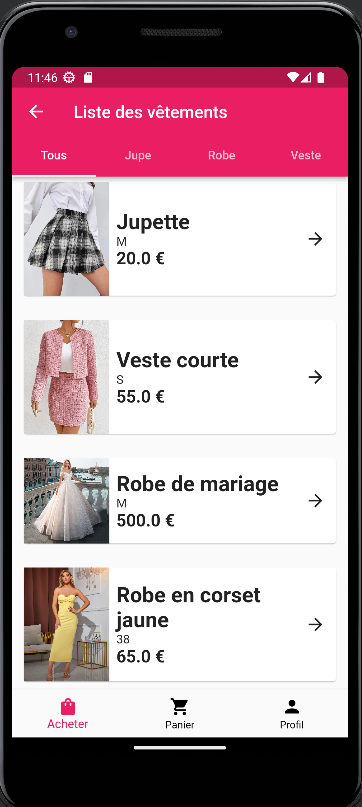 11:46
Liste des vêtements
Tous Jupe Robe Veste
Jupette
M
20.0 €
Veste courte
S
55.0 €
Robe de mariage
M
500.0 €
Robe en corset
jaune
38
65.0 €
Acheter Panier Profil